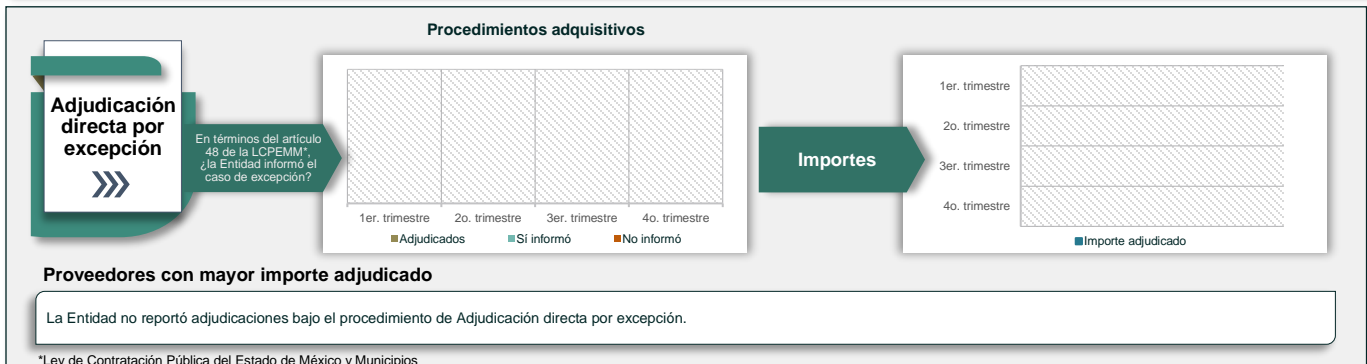 Procedimientos adquisitivos
Adjudicación
directa por
excepción
En términos del artículo
48 de la LCPEMM*,
¿la Entidad informó el
caso de excepción?
1er. trimestre
2o. trimestre
3er. trimestre
4o. trimestre
Adjudicados
Sí informó
No informó
Importes
1er. trimestre
2o. trimestre
3er. trimestre
4o. trimestre
Importe adjudicado
Proveedores con mayor importe adjudicado
La Entidad no reportó adjudicaciones bajo el procedimiento de Adjudicación directa por excepción.
*Ley de Contratación Pública del Estado de México y Municipios